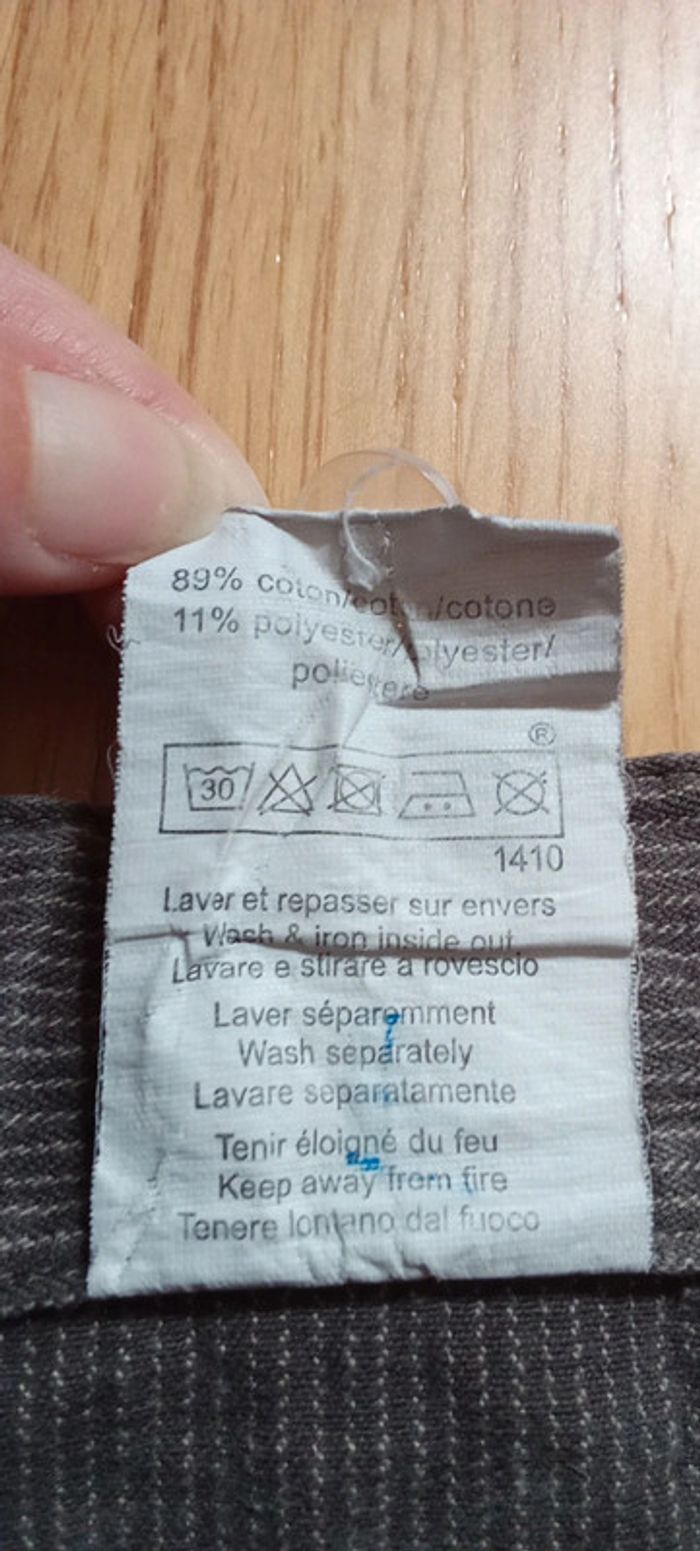 89% coton/cotton/cotone
11% polyester/polyester/
poliestere
®
30
1410
Laver et repasser sur envers
Wash & iron inside out
Lavare e stirare a rovescio
Laver séparemment
Wash separately
Lavare separatamente
Tenir éloigné du feu
Keep away from fire
Tenere lontano dal fuoco